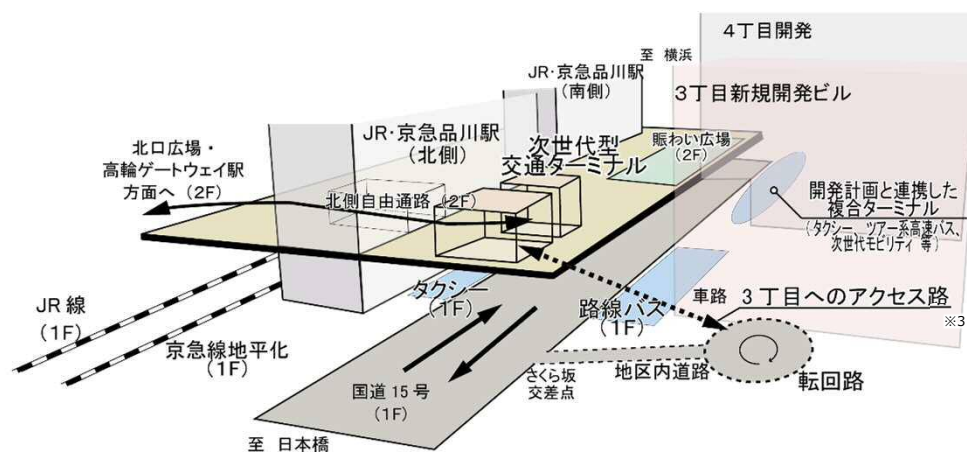 4丁目開発
至 横浜
JR・京急品川駅
(南側)
3丁目新規開発ビル
JR・京急品川駅
(北側)
次世代型
交通ターミナル
賑わい広場
(2F)
北口広場・
高輪ゲートウェイ駅
方面へ(2F)
北側自由通路(2F)
開発計画と連携した
複合ターミナル
(タクシー、ツアー系高速バス、
次世代モビリティ 等)
タクシー
(1F)
路線バス
(1F)
車路
3丁目へのアクセス路
※3
JR線
(1F)
京急線地平化
(1F)
さくら坂
交差点
地区内道路
転回路
国道15号
(1F)
至 日本橋